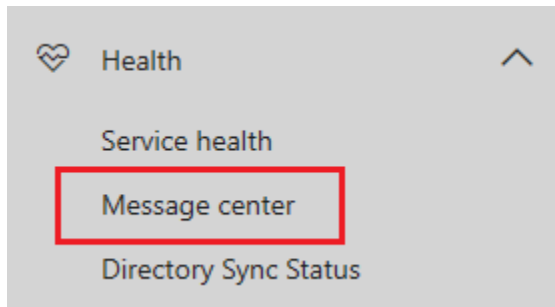 Health
Service health
Message center
Directory Sync Status